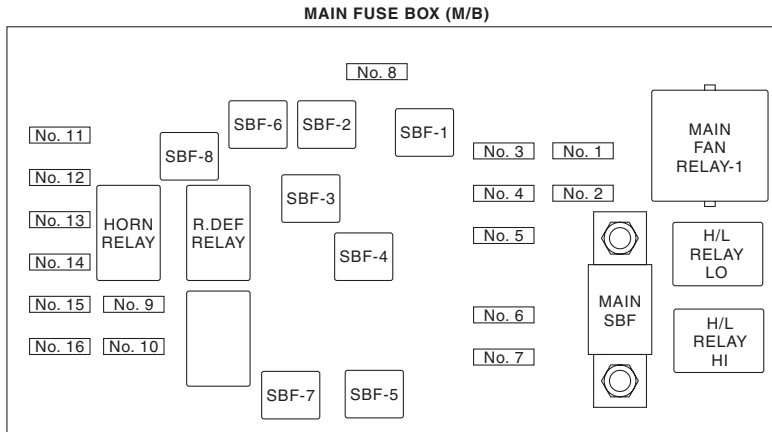 MAIN FUSE BOX (M/B)
No. 8
SBF-6
SBF-2
SBF-1
No. 11
SBF-8
No. 3
No. 1
MAIN
FAN
RELAY-1
No. 12
SBF-3
No. 4
No. 2
No. 13
HORN
RELAY
R.DEF
RELAY
No. 5
H/L
RELAY
LO
No. 14
SBF-4
No. 15
No. 9
MAIN
SBF
No. 6
H/L
RELAY
HI
No. 16
No. 10
No. 7
SBF-7
SBF-5